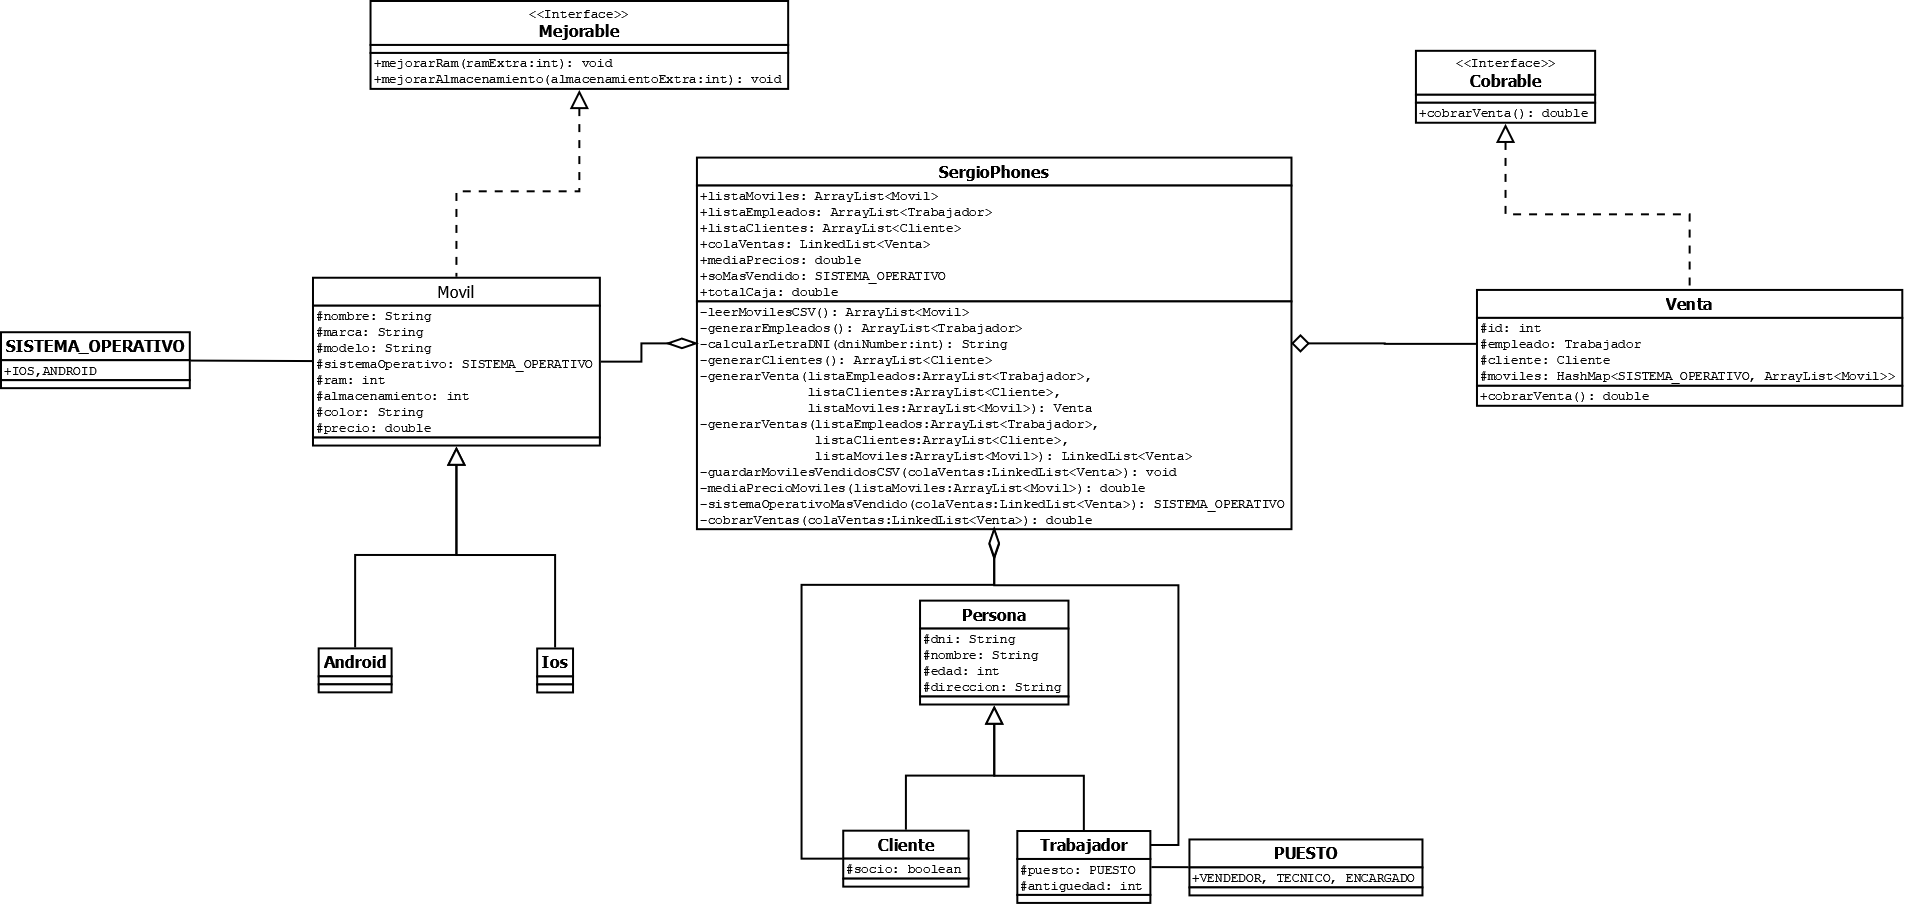 <<Interface>>
Mejorable
+mejorarRam(ramExtra:int): void
+mejorarAlmacenamiento(almacenamientoExtra:int): void
<<Interface>>
Cobrable
+cobrarVenta(): double
SergioPhones
+listaMoviles: ArrayList<Movil>
+listaEmpleados: ArrayList<Trabajador>
+listaClientes: ArrayList<Cliente>
+colaVentas: LinkedList<Venta>
+mediaPrecios: double
+soMasVendido: SISTEMA_OPERATIVO
+totalCaja: double
-leerMovilesCSV(): ArrayList<Movil>
-generarEmpleados(): ArrayList<Trabajador>
-calcularLetraDNI(dniNumber:int): String
-generarClientes(): ArrayList<Cliente>
-generarVenta(listaEmpleados:ArrayList<Trabajador>,
listaClientes:ArrayList<Cliente>,
listaMoviles:ArrayList<Movil>): Venta
-generarVentas(listaEmpleados:ArrayList<Trabajador>,
listaClientes:ArrayList<Cliente>,
listaMoviles:ArrayList<Movil>): LinkedList<Venta>
-guardarMovilesVendidosCSV(colaVentas:LinkedList<Venta>): void
-mediaPrecioMoviles(listaMoviles:ArrayList<Movil>): double
-sistemaOperativoMasVendido(colaVentas:LinkedList<Venta>): SISTEMA_OPERATIVO
-cobrarVentas(colaVentas:LinkedList<Venta>): double
Movil
#nombre: String
#marca: String
#modelo: String
#sistemaOperativo: SISTEMA_OPERATIVO
#ram: int
#almacenamiento: int
#color: String
#precio: double
SISTEMA_OPERATIVO
+IOS,ANDROID
Venta
#id: int
#empleado: Trabajador
#cliente: Cliente
#moviles: HashMap<SISTEMA_OPERATIVO, ArrayList<Movil>>
+cobrarVenta(): double
Android
Ios
Persona
#dni: String
#nombre: String
#edad: int
#direccion: String
Cliente
#socio: boolean
Trabajador
#puesto: PUESTO
#antiguedad: int
PUESTO
+VENDEDOR, TECNICO, ENCARGADO